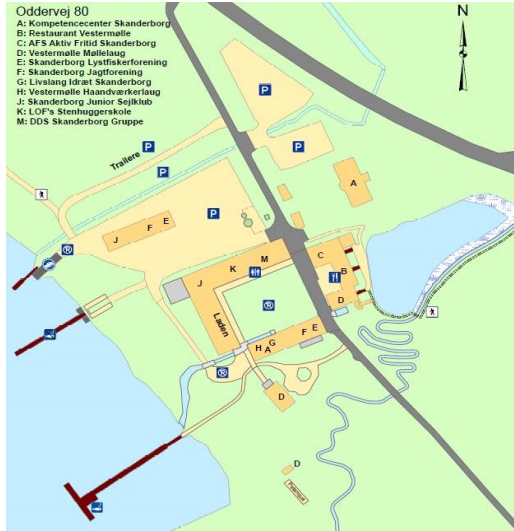 Oddervej 80
A: Kompetencecenter Skanderborg
B: Restaurant Vestermølle
C: AFS Aktiv Fritid Skanderborg
D: Vestermølle Møllelaug
E: Skanderborg Lystfiskerforening
F: Skanderborg Jagtforening
G: Livslang Idræt Skanderborg
H: Vestermølle Haandværkerlaug
J: Skanderborg Junior Sejlklub
K: LOF's Stenhuggerskole
M: DDS Skanderborg Gruppe
N
P
P
P
Trailere
P
A
P
E
F
J
C
M
K
B
J
D
Laden
E
F
G
H
A
D
D